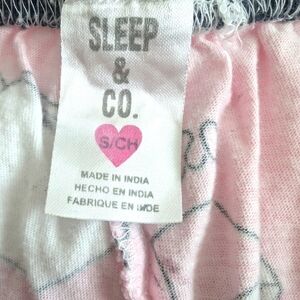 SLEEP
&
CO.
S/CH
MADE IN INDIA
HECHO EN INDIA
FABRIQUE EN INDE